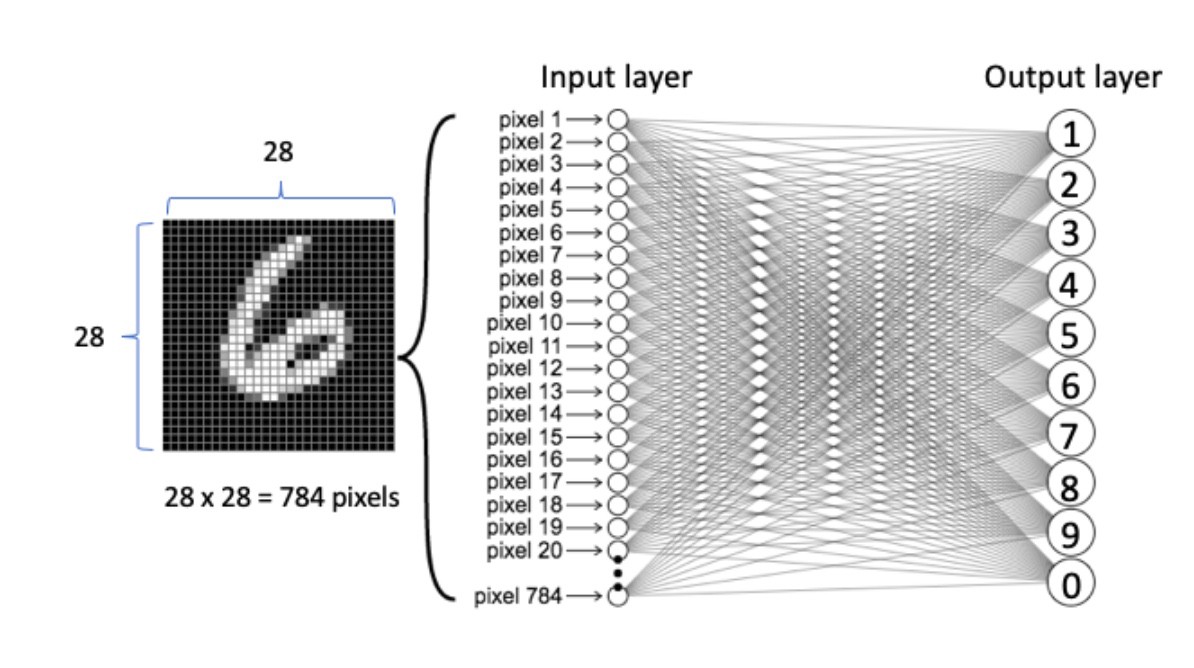 Input layer
Output layer
28
28
28 x 28 = 784 pixels
pixel 1
pixel 2
pixel 3
pixel 4
pixel 5
pixel 6
pixel 7
pixel 8
pixel 9
pixel 10
pixel 11
pixel 12
pixel 13
pixel 14
pixel 15
pixel 16
pixel 17
pixel 18
pixel 19
pixel 20
pixel 784
1
2
3
4
5
6
7
8
9
0